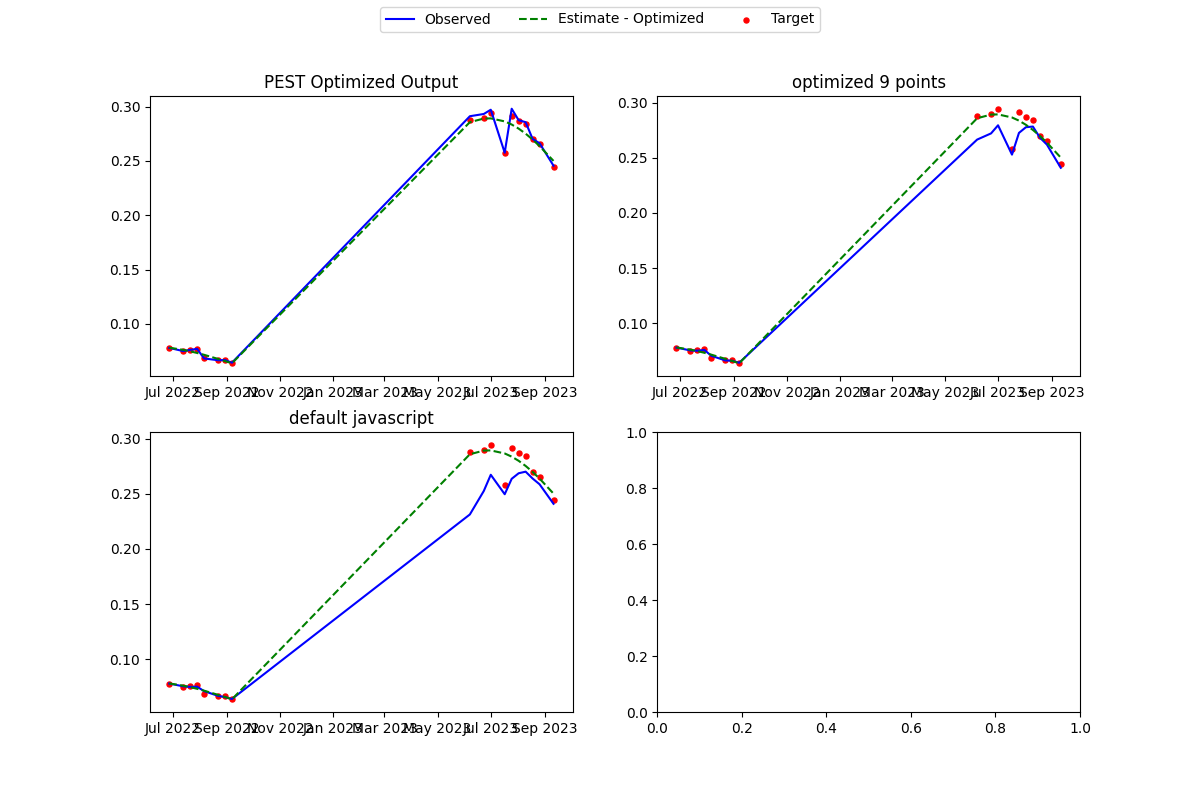 Observed Estimate - Optimized Target
PEST Optimized Output
0.30
0.25
0.20
0.15
0.10
Jul 2022 Sep 2022 Nov 2022 Jan 2023 Mar 2023 May 2023 Jul 2023 Sep 2023
optimized 9 points
0.30
0.25
0.20
0.15
0.10
Jul 2022 Sep 2022 Nov 2022 Jan 2023 Mar 2023 May 2023 Jul 2023 Sep 2023
default javascript
0.30
0.25
0.20
0.15
0.10
Jul 2022 Sep 2022 Nov 2022 Jan 2023 Mar 2023 May 2023 Jul 2023 Sep 2023
1.0
0.8
0.6
0.4
0.2
0.0
0.0 0.2 0.4 0.6 0.8 1.0